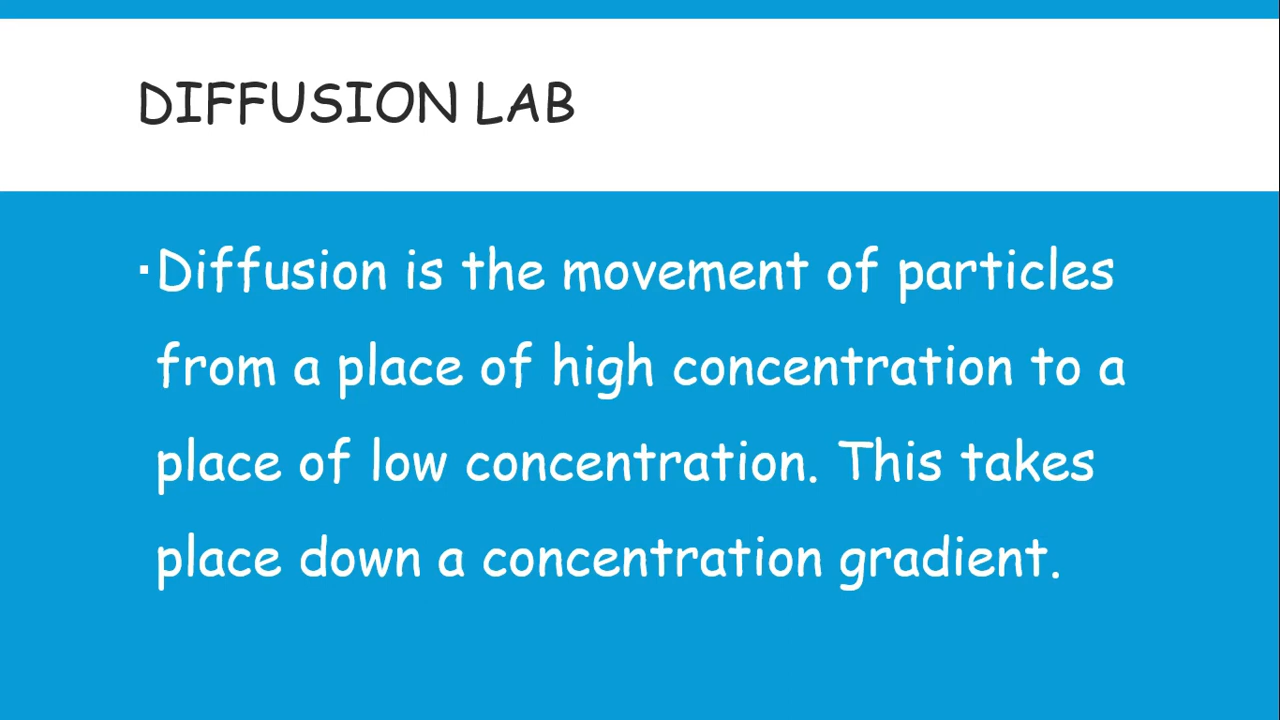 DIFFUSION LAB
▪Diffusion is the movement of particles
from a place of high concentration to a
place of low concentration. This takes
place down a concentration gradient.